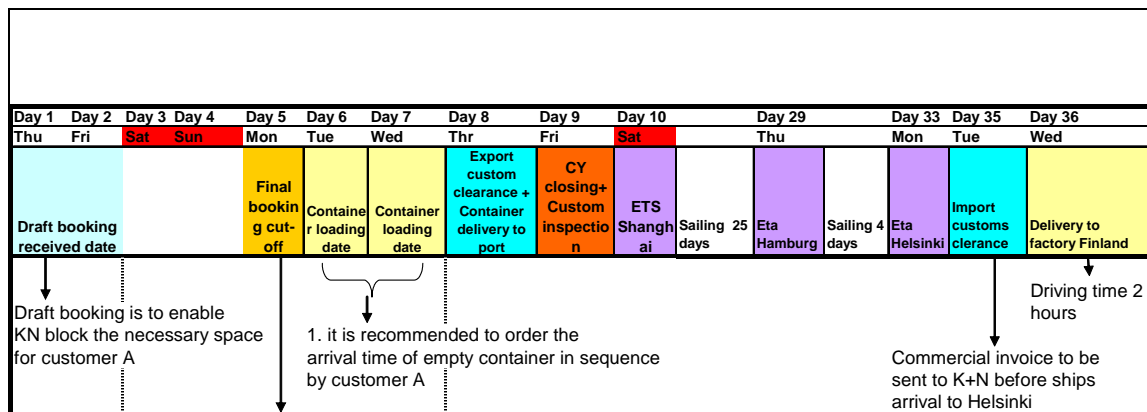 Day 1 Day 2 Day 3 Day 4 Day 5 Day 6 Day 7 Day 8 Day 9 Day 10 Day 29 Day 33 Day 35 Day 36
Thu Fri Sat Sun Mon Tue Wed Thr Fri Sat Thu Mon Tue Wed
Draft booking
received date
Final
bookin
g cut-
off
Containe
r loading
date
Container
loading
date
Export
custom
clearance +
Container
delivery to
port
CY
closing+
Custom
inspectio
n
ETS
Shangh
ai
Sailing 25
days
Eta
Hamburg
Sailing 4
days
Eta
Helsinki
Import
customs
clerance
Delivery to
factory Finland
Draft booking is to enable
KN block the necessary space
for customer A
1. it is recommended to order the
arrival time of empty container in sequence
by customer A
Commercial invoice to be
sent to K+N before ships
arrival to Helsinki
Driving time 2
hours